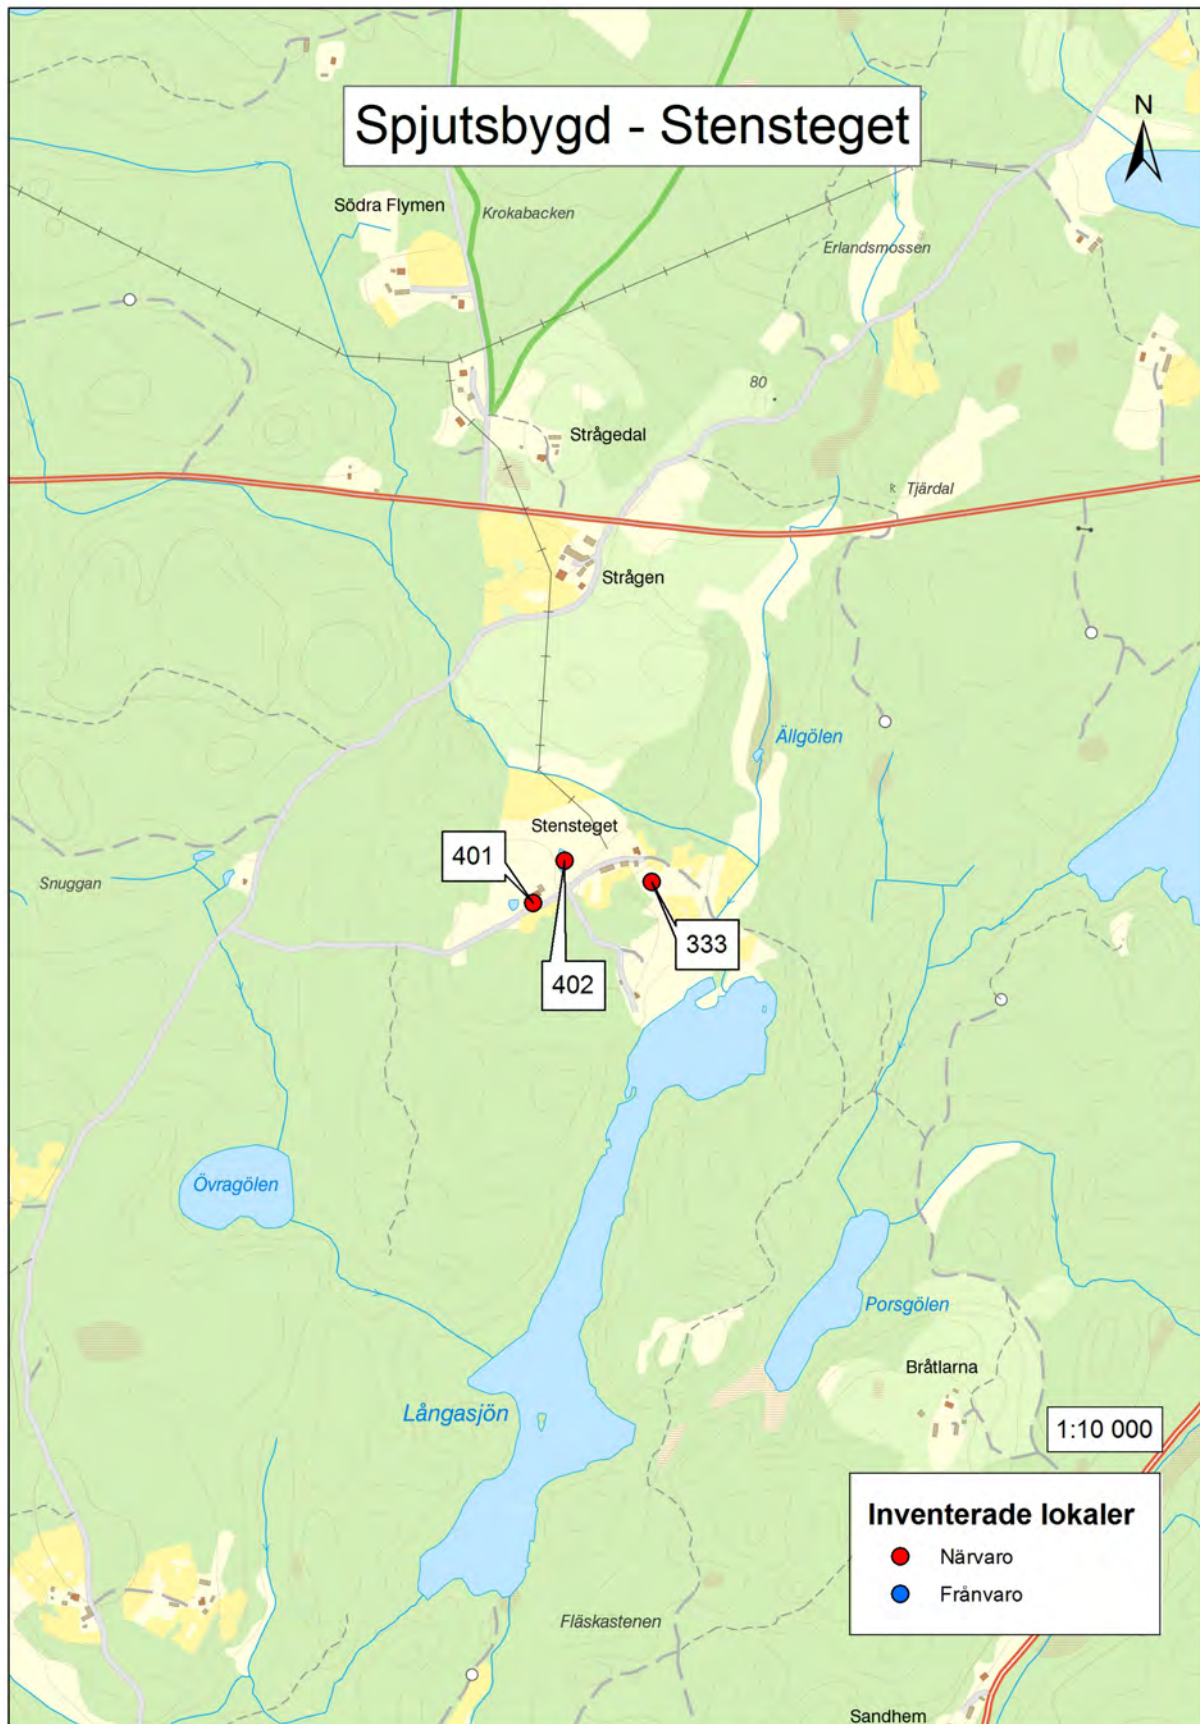 Spjutsbygd - Stensteget
N
Södra Flymen
Krokabacken
Erlandsmossen
80
Strågedal
R
Tjärdal
Strågen
Ällgölen
Stensteget
401
Snuggan
333
402
Övragölen
Porsgölen
Bråtlarna
Långasjön
1:10 000
Inventerade lokaler
Närvaro
Frånvaro
Fläskastenen
Sandhem